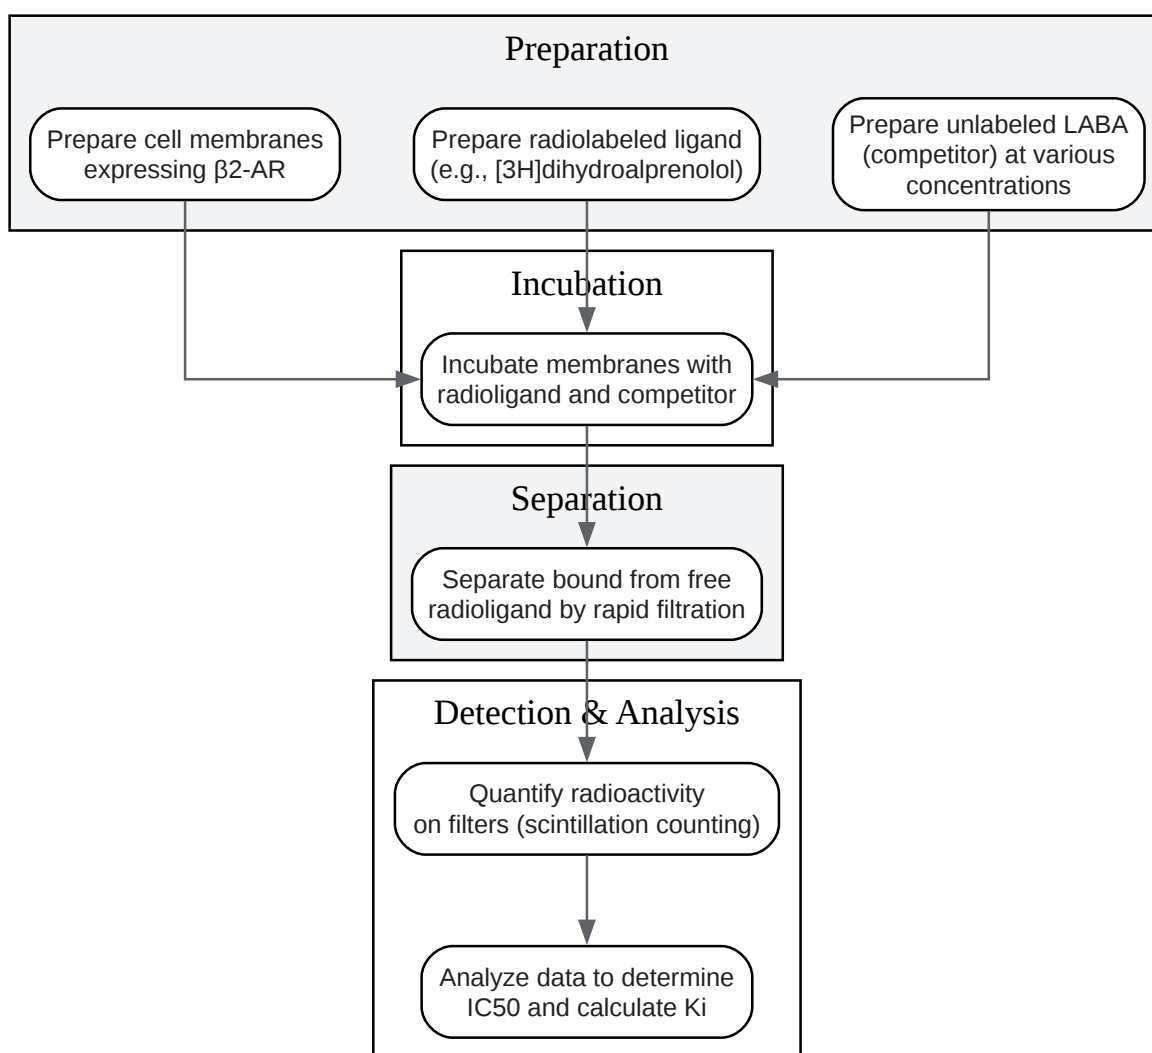 Preparation
Prepare cell membranes
expressing β2-AR
Prepare radiolabeled ligand
(e.g., [3H]dihydroalprenolol)
Prepare unlabeled LABA
(competitor) at various
concentrations
Incubation
Incubate membranes with
radioligand and competitor
Separation
Separate bound from free
radioligand by rapid filtration
Detection & Analysis
Quantify radioactivity
on filters (scintillation counting)
Analyze data to determine
IC50 and calculate Ki